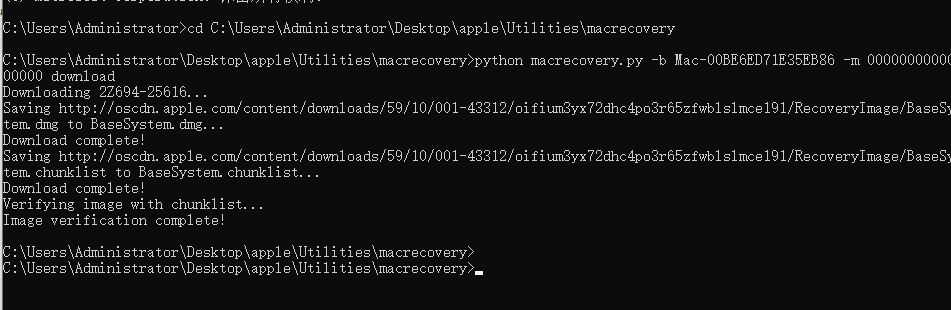 C:\Users\Administrator>cd C:\Users\Administrator\Desktop\apple\Utilities\macrecovery
C:\Users\Administrator\Desktop\apple\Utilities\macrecovery>python macrecovery.py -b Mac-00BE6ED71E35EB86 -m 000000000000
00000 download
Downloading 2Z694-25616...
Saving http://oscdn.apple.com/content/downloads/59/10/001-43312/oifium3yx72dhc4po3r65zfwb1slmce191/RecoveryImage/BaseSy
tem.dmg to BaseSystem.dmg...
Download complete!
Saving http://oscdn.apple.com/content/downloads/59/10/001-43312/oifium3yx72dhc4po3r65zfwb1slmce191/RecoveryImage/BaseSy
tem.chunklist to BaseSystem.chunklist...
Download complete!
Verifying image with chunklist...
Image verification complete!
C:\Users\Administrator\Desktop\apple\Utilities\macrecovery>
C:\Users\Administrator\Desktop\apple\Utilities\macrecovery>